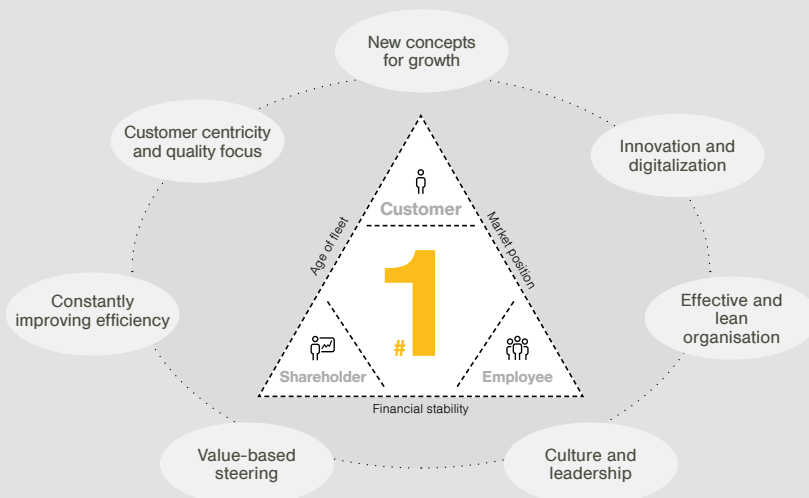 New concepts
for growth
Customer centricity
and quality focus
Innovation and
digitalization
Customer
Age of fleet
Market position
#1
Constantly
improving efficiency
Effective and
lean
organisation
Shareholder
Employee
Financial stability
Value-based
steering
Culture and
leadership